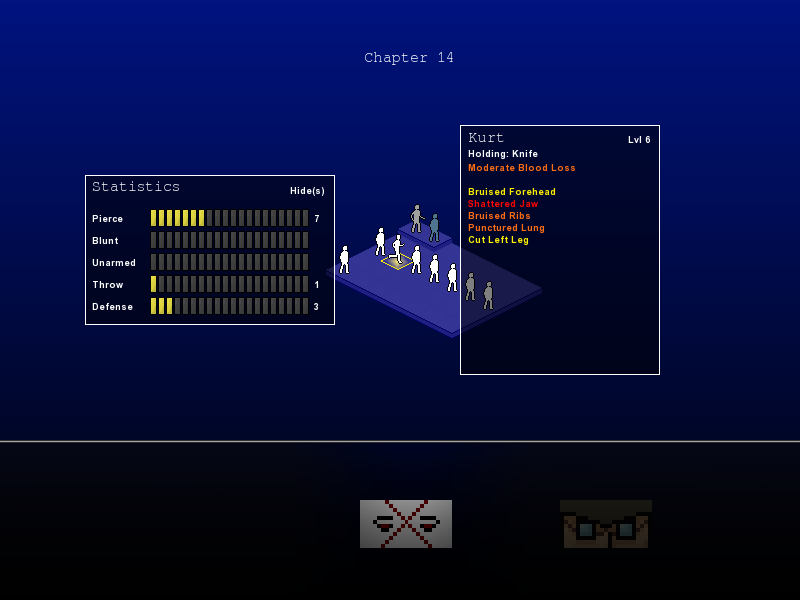 Chapter 14
Kurt Lvl 6
Holding: Knife
Moderate Blood Loss
Bruised Forehead
Shattered Jaw
Bruised Ribs
Punctured Lung
Cut Left Leg
Statistics Hide(s)
Pierce 7
Blunt
Unarmed
Throw 1
Defense 3